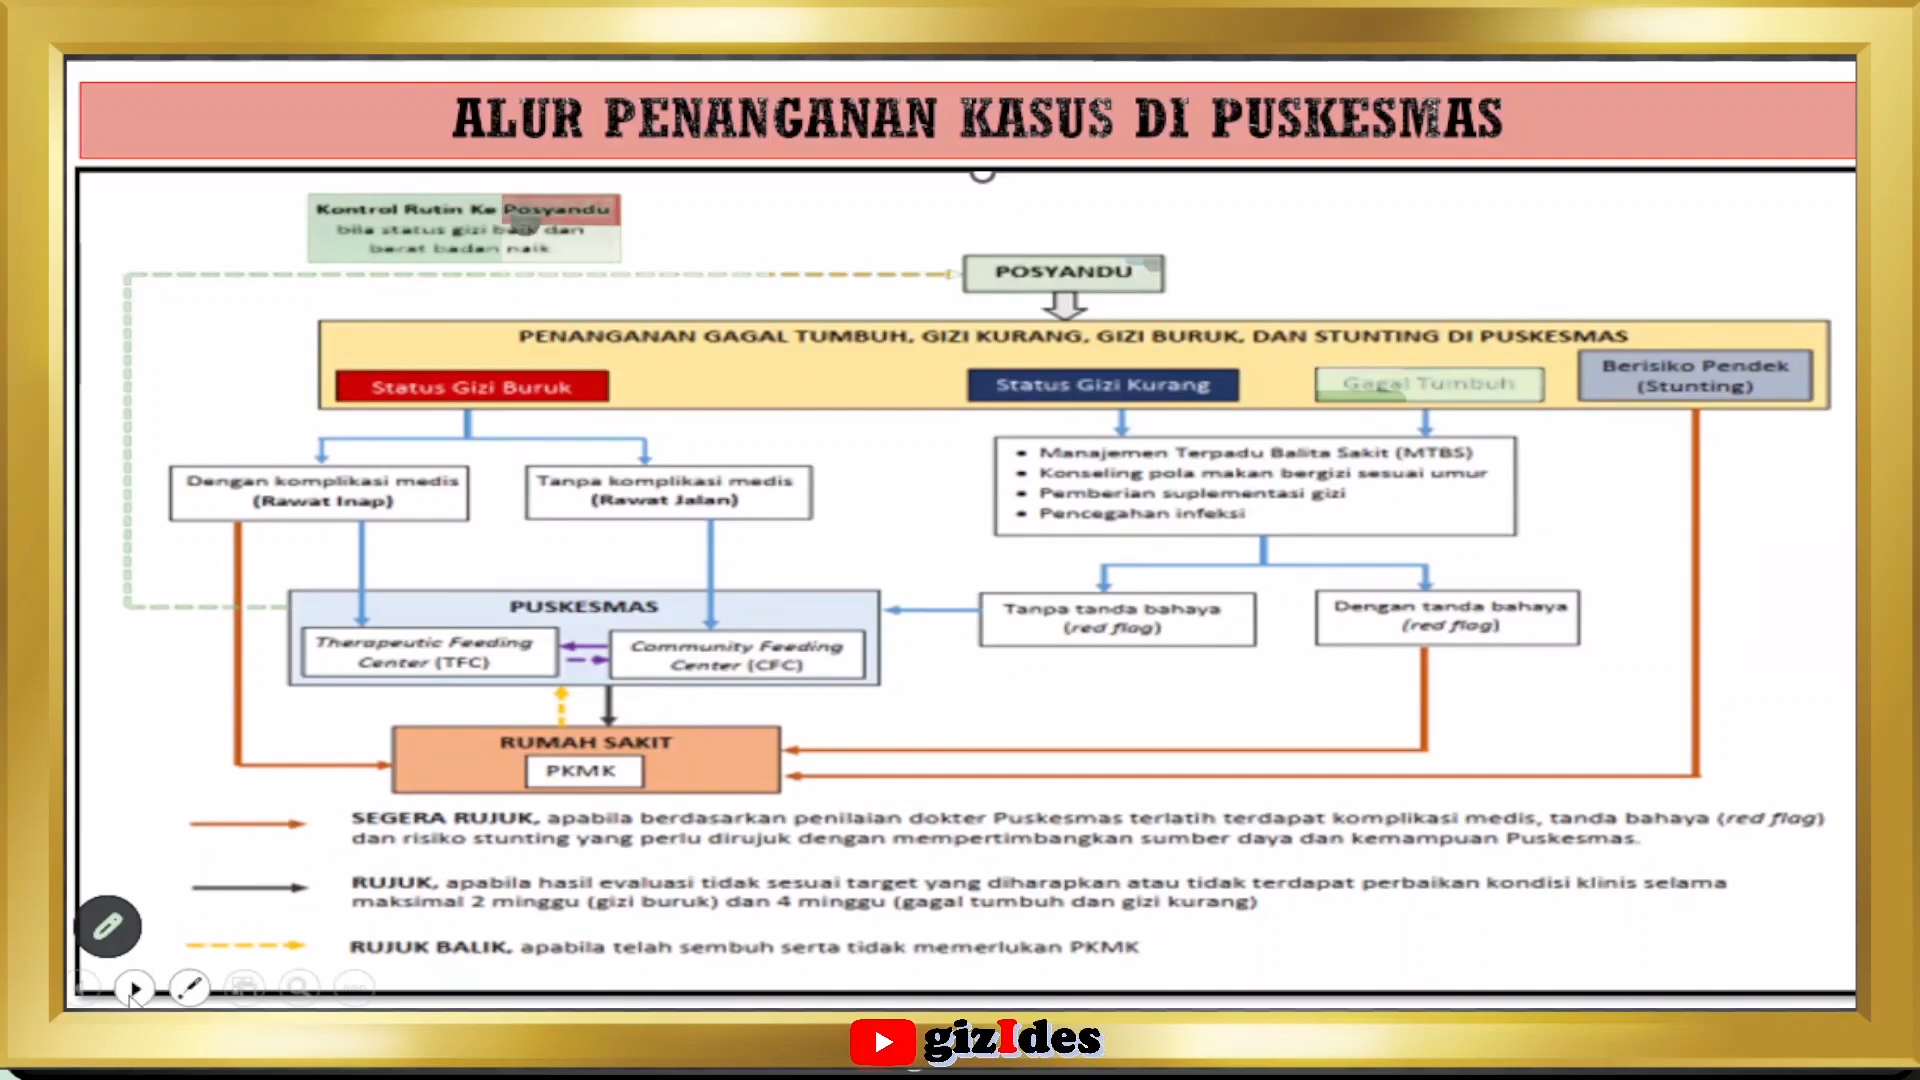 ALUR PENANGANAN KASUS DI PUSKESMAS
Kontrol Rutin Ke Posyandu
bila status gizi baik dan
berat badan naik
POSYANDU
PENANGANAN GAGAL TUMBUH, GIZI KURANG, GIZI BURUK, DAN STUNTING DI PUSKESMAS
Status Gizi Buruk
Status Gizi Kurang
Gagal Tumbuh
Berisiko Pendek
(Stunting)
Dengan komplikasi medis
(Rawat Inap)
Tanpa komplikasi medis
(Rawat Jalan)
• Manajemen Terpadu Balita Sakit (MTBS)
• Konseling pola makan bergizi sesuai umur
• Pemberian suplementasi gizi
• Pencegahan infeksi
PUSKESMAS
Therapeutic Feeding
Center (TFC)
Community Feeding
Center (CFC)
Tanpa tanda bahaya
(red flag)
Dengan tanda bahaya
(red flag)
RUMAH SAKIT
PKMK
SEGERA RUJUK, apabila berdasarkan penilaian dokter Puskesmas terlatih terdapat komplikasi medis, tanda bahaya (red flag)
dan risiko stunting yang perlu dirujuk dengan mempertimbangkan sumber daya dan kemampuan Puskesmas.
RUJUK, apabila hasil evaluasi tidak sesuai target yang diharapkan atau tidak terdapat perbaikan kondisi klinis selama
maksimal 2 minggu (gizi buruk) dan 4 minggu (gagal tumbuh dan gizi kurang)
RUJUK BALIK, apabila telah sembuh serta tidak memerlukan PKMK
gizIdes